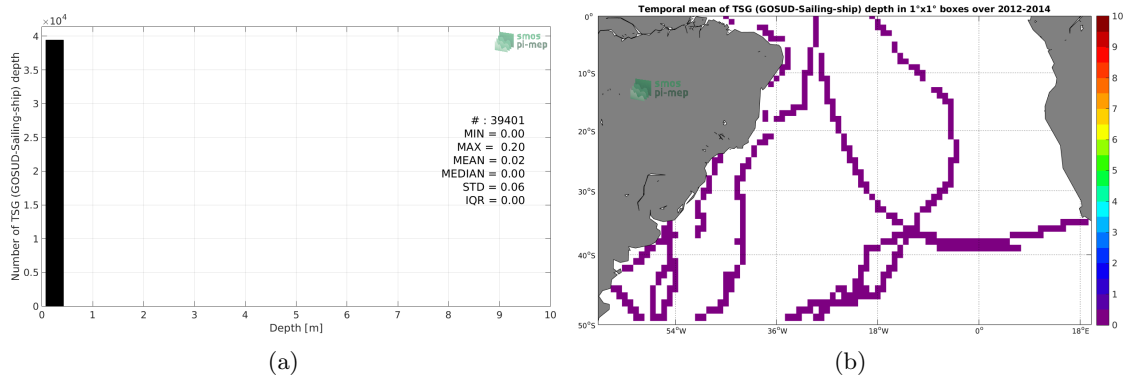 ×10⁴
4
3.5
3
2.5
2
1.5
1
0.5
0
Number of TSG (GOSUD-Sailing-ship) depth
smos
pi-mep
# : 39401
MIN = 0.00
MAX = 0.20
MEAN = 0.02
MEDIAN = 0.00
STD = 0.06
IQR = 0.00
0 1 2 3 4 5 6 7 8 9 10
Depth [m]
(a)
Temporal mean of TSG (GOSUD-Sailing-ship) depth in 1°x1° boxes over 2012-2014
0°
10°S
20°S
30°S
40°S
50°S
smos
pi-mep
54°W 36°W 18°W 0° 18°E
10
9
8
7
6
5
4
3
2
1
0
(b)